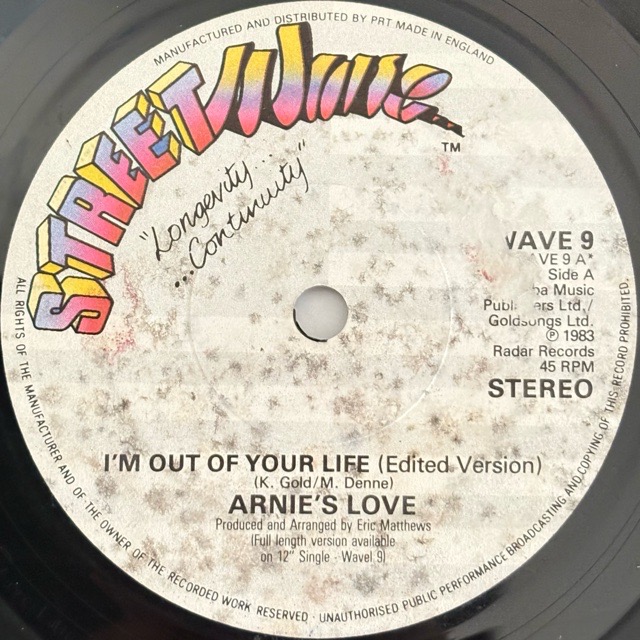 MANUFACTURED AND DISTRIBUTED BY PRT MADE IN ENGLAND
STREET Wave
TM
"Longevity...
...Continuity"
WAVE 9
Side A
Music
Goldsongs Ltd.
℗ 1983
Radar Records
45 RPM
STEREO
I'M OUT OF YOUR LIFE (Edited Version)
(K. Gold/M. Denne)
ARNIE'S LOVE
Produced and Arranged by Eric Matthews
(Full length version available
on 12" Single - Wavel 9)
ALL RIGHTS OF THE MANUFACTURER AND OF THE OWNER OF THE RECORDED WORK RESERVED · UNAUTHORISED PUBLIC PERFORMANCE BROADCASTING AND COPYING OF THIS RECORD PROHIBITED.